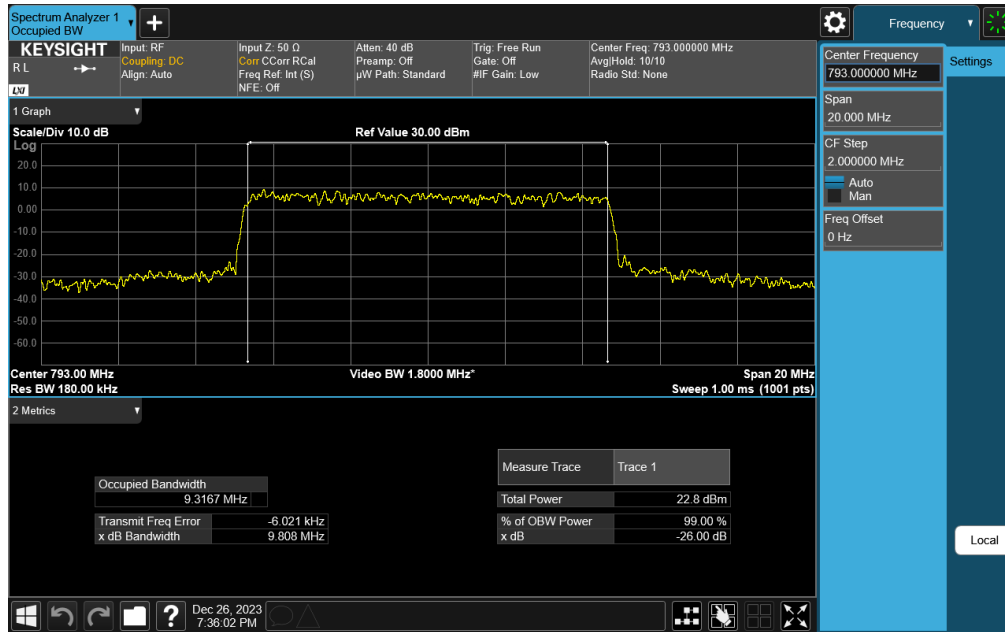 Spectrum Analyzer 1
Occupied BW
Frequency
KEYSIGHT
R L
LXI
Input: RF
Coupling: DC
Align: Auto
Input Z: 50 Ω
Corr CCorr RCal
Freq Ref: Int (S)
NFE: Off
Atten: 40 dB
Preamp: Off
µW Path: Standard
Trig: Free Run
Gate: Off
#IF Gain: Low
Center Freq: 793.000000 MHz
Avg|Hold: 10/10
Radio Std: None
Center Frequency
793.000000 MHz
Settings
Span
20.000 MHz
CF Step
2.000000 MHz
Auto
Man
Freq Offset
0 Hz
Local
1 Graph
Scale/Div 10.0 dB
Ref Value 30.00 dBm
Log
20.0
10.0
0.00
-10.0
-20.0
-30.0
-40.0
-50.0
-60.0
Center 793.00 MHz
Video BW 1.8000 MHz*
Span 20 MHz
Res BW 180.00 kHz
Sweep 1.00 ms (1001 pts)
2 Metrics
Occupied Bandwidth
9.3167 MHz
Transmit Freq Error -6.021 kHz
x dB Bandwidth 9.808 MHz
Measure Trace Trace 1
Total Power 22.8 dBm
% of OBW Power 99.00 %
x dB -26.00 dB
Dec 26, 2023
7:36:02 PM